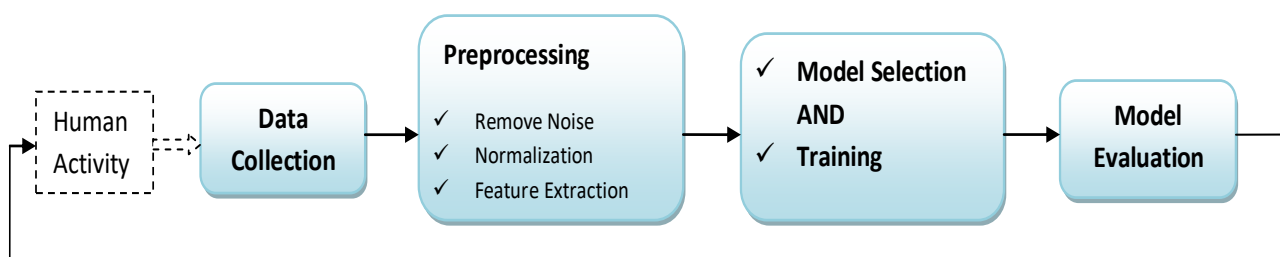 Human
Activity
Data
Collection
Preprocessing
✓ Remove Noise
✓ Normalization
✓ Feature Extraction
✓ Model Selection
AND
✓ Training
Model
Evaluation